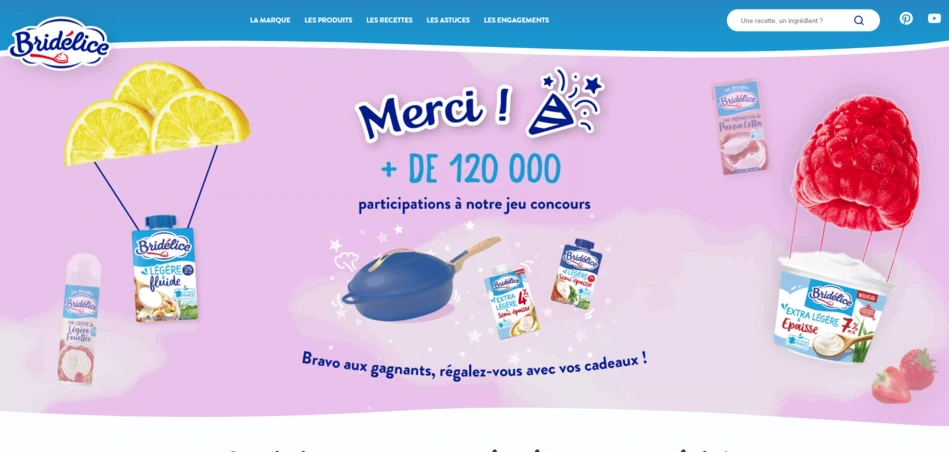 LA MARQUE LES PRODUITS LES RECETTES LES ASTUCES LES ENGAGEMENTS
Une recette, un ingrédient ?
Bridélice
Merci !
+ DE 120 000
participations à notre jeu concours
Bridélice
Panna Cotta
Bridélice
LÉGÈRE
fluide
Bridélice
Légère
Fouettée
Bridélice
EXTRA
LÉGÈRE
4%
Semi épaisse
Bridélice
LÉGÈRE
Semi épaisse
Bridélice
NOUVEAU
EXTRA LÉGÈRE
7%
Épaisse
Bravo aux gagnants, régalez-vous avec vos cadeaux !